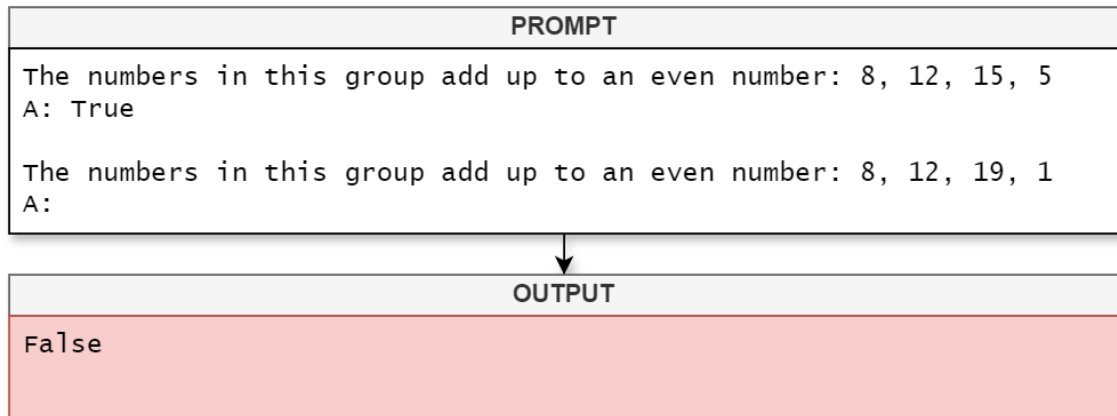 PROMPT
The numbers in this group add up to an even number: 8, 12, 15, 5
A: True
The numbers in this group add up to an even number: 8, 12, 19, 1
A:
OUTPUT
False